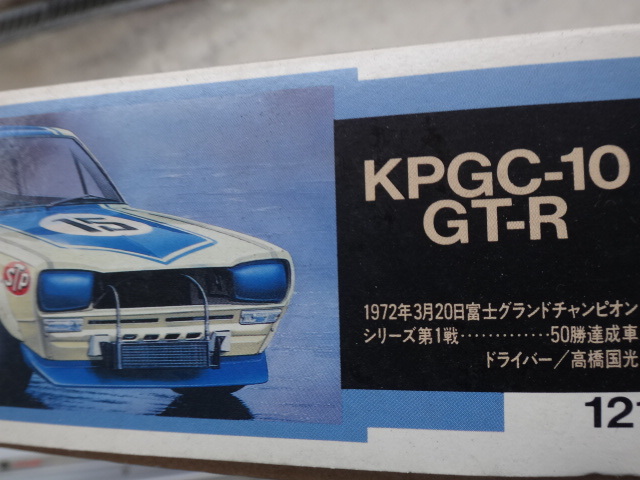 KPGC-10
GT-R
1972年3月20日富士グランドチャンピオン
シリーズ第1戦·············50勝達成車
ドライバー／高橋国光
15
STP